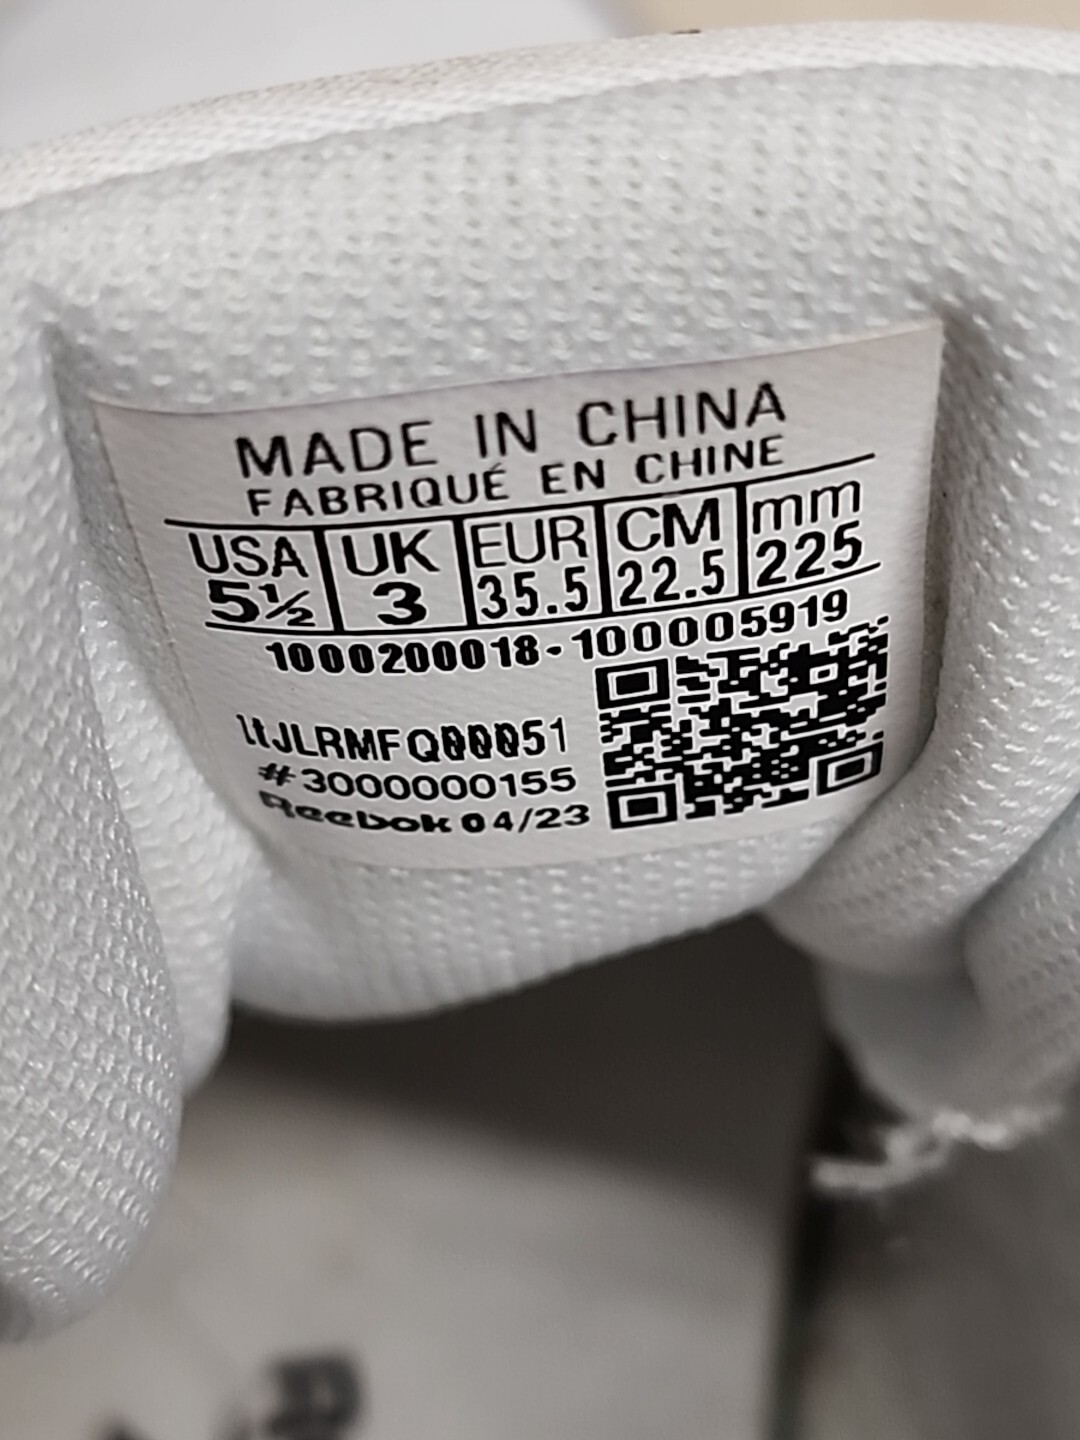 MADE IN CHINA
FABRIQUÉ EN CHINE
USA UK EUR CM mm
5½ 3 35.5 22.5 225
1000200018-100005919
#3000000155
Reebok 04/23